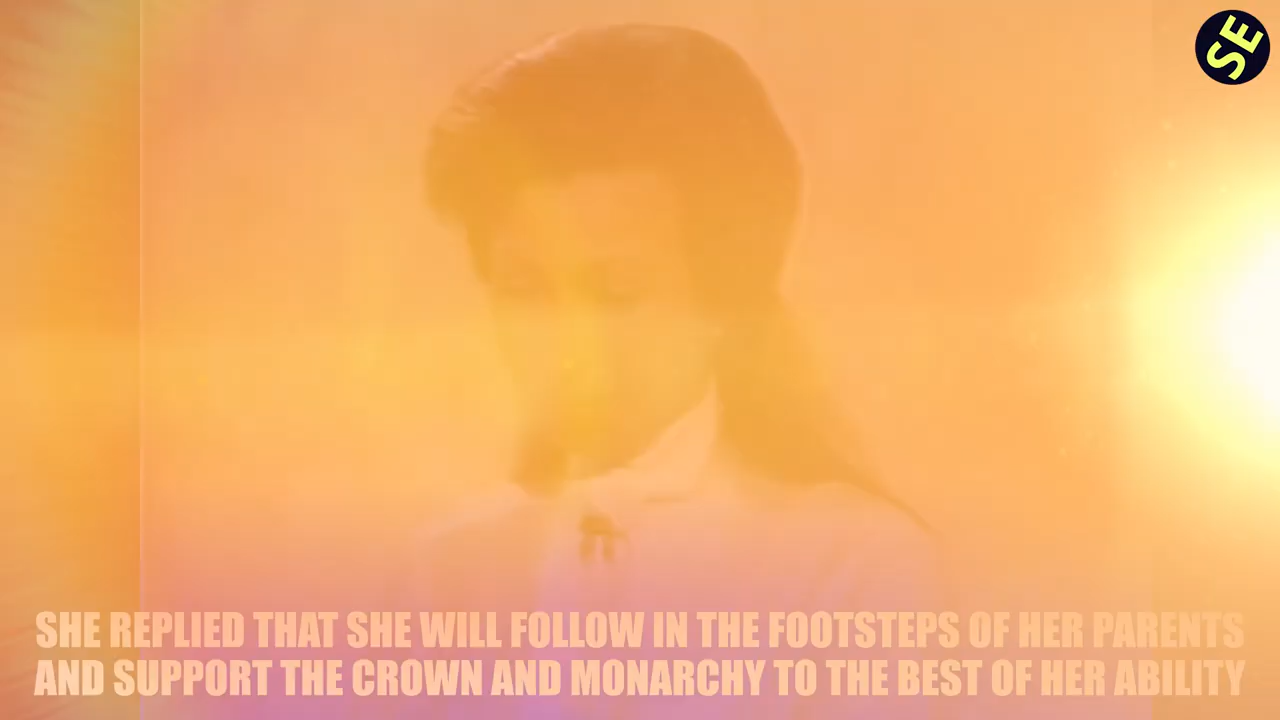 SE
SHE REPLIED THAT SHE WILL FOLLOW IN THE FOOTSTEPS OF HER PARENTS
AND SUPPORT THE CROWN AND MONARCHY TO THE BEST OF HER ABILITY